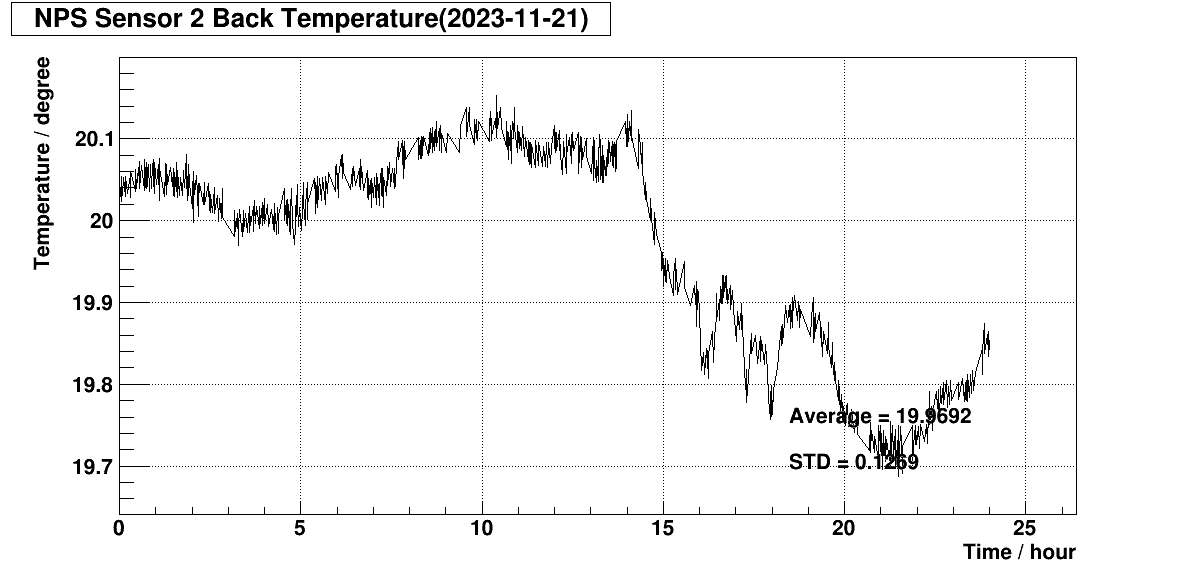 NPS Sensor 2 Back Temperature(2023-11-21)
Temperature / degree
20.1
20
19.9
19.8
19.7
Average = 19.9692
STD = 0.1269
0 5 10 15 20 25
Time / hour